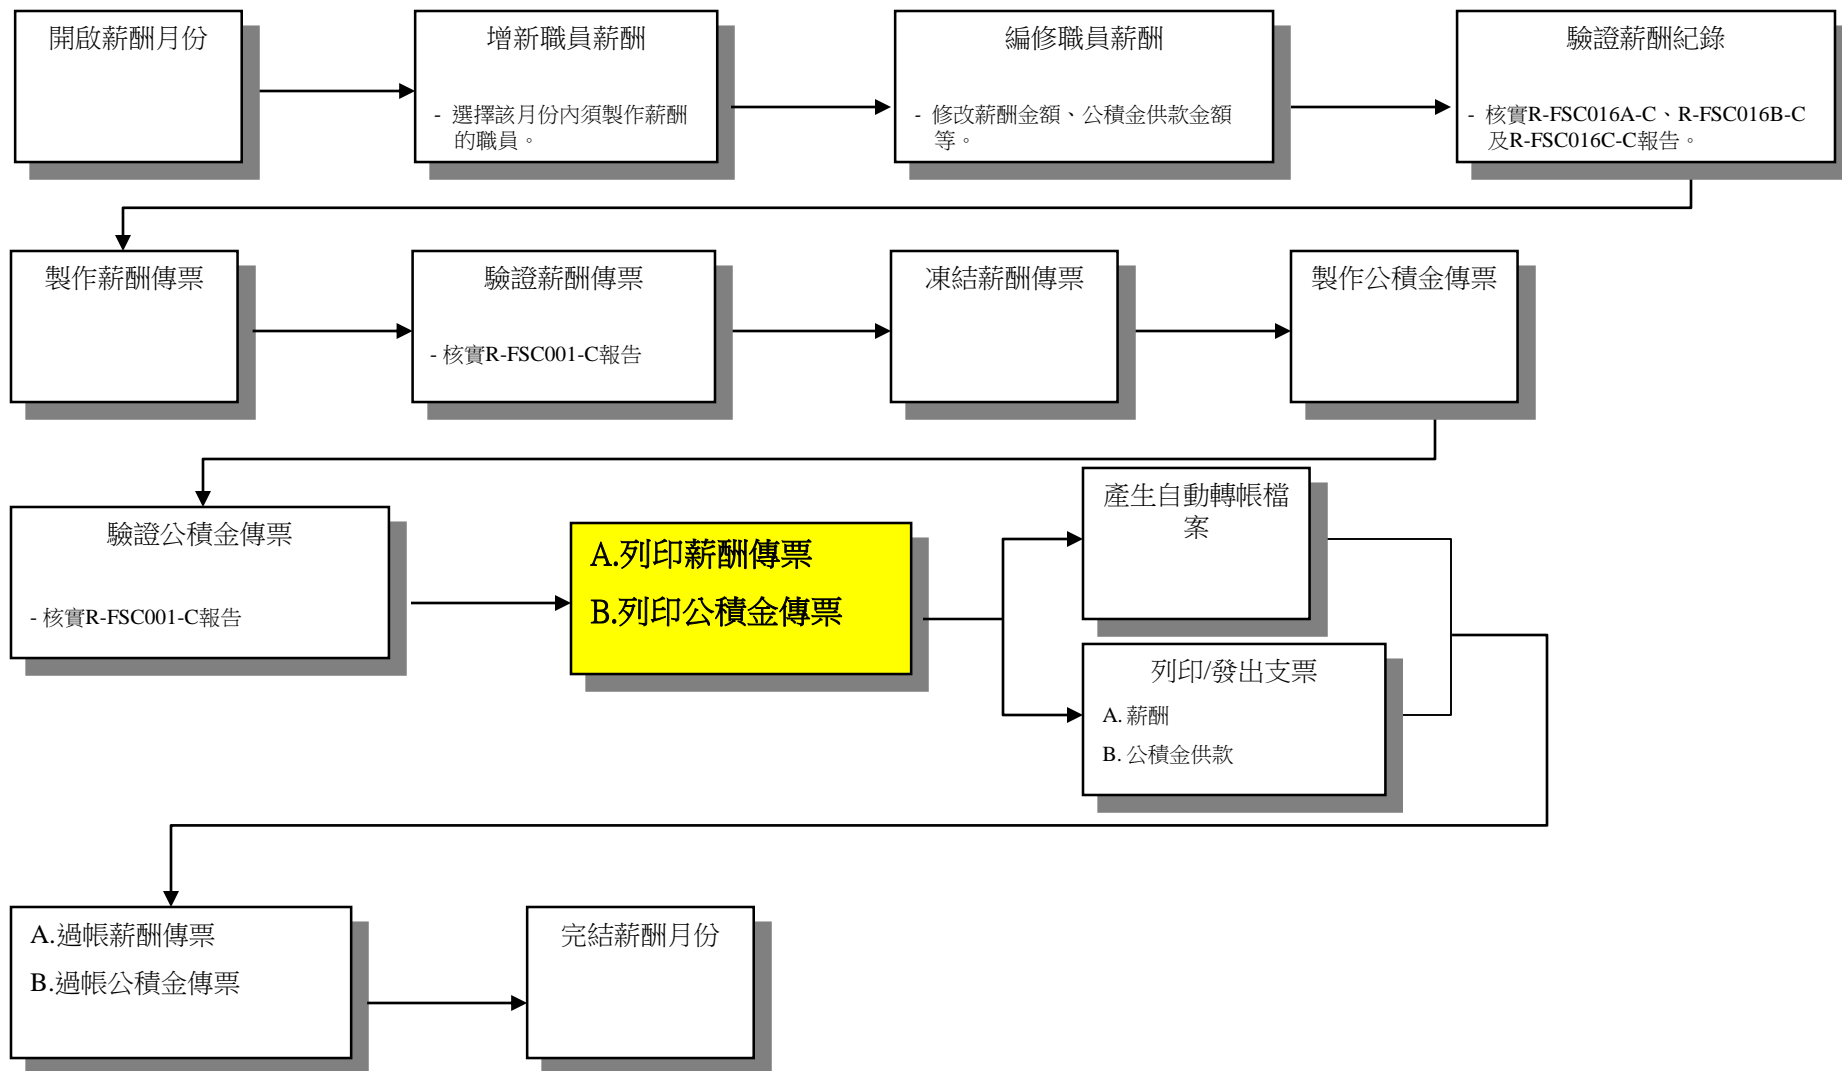 開啟薪酬月份
增新職員薪酬
- 選擇該月份內須製作薪酬
的職員。
編修職員薪酬
- 修改薪酬金額、公積金供款金額
等。
驗證薪酬紀錄
- 核實R-FSC016A-C、R-FSC016B-C
及R-FSC016C-C報告。
製作薪酬傳票
驗證薪酬傳票
- 核實R-FSC001-C報告
凍結薪酬傳票
製作公積金傳票
驗證公積金傳票
- 核實R-FSC001-C報告
A.列印薪酬傳票
B.列印公積金傳票
產生自動轉帳檔
案
列印/發出支票
A. 薪酬
B. 公積金供款
A.過帳薪酬傳票
B.過帳公積金傳票
完結薪酬月份